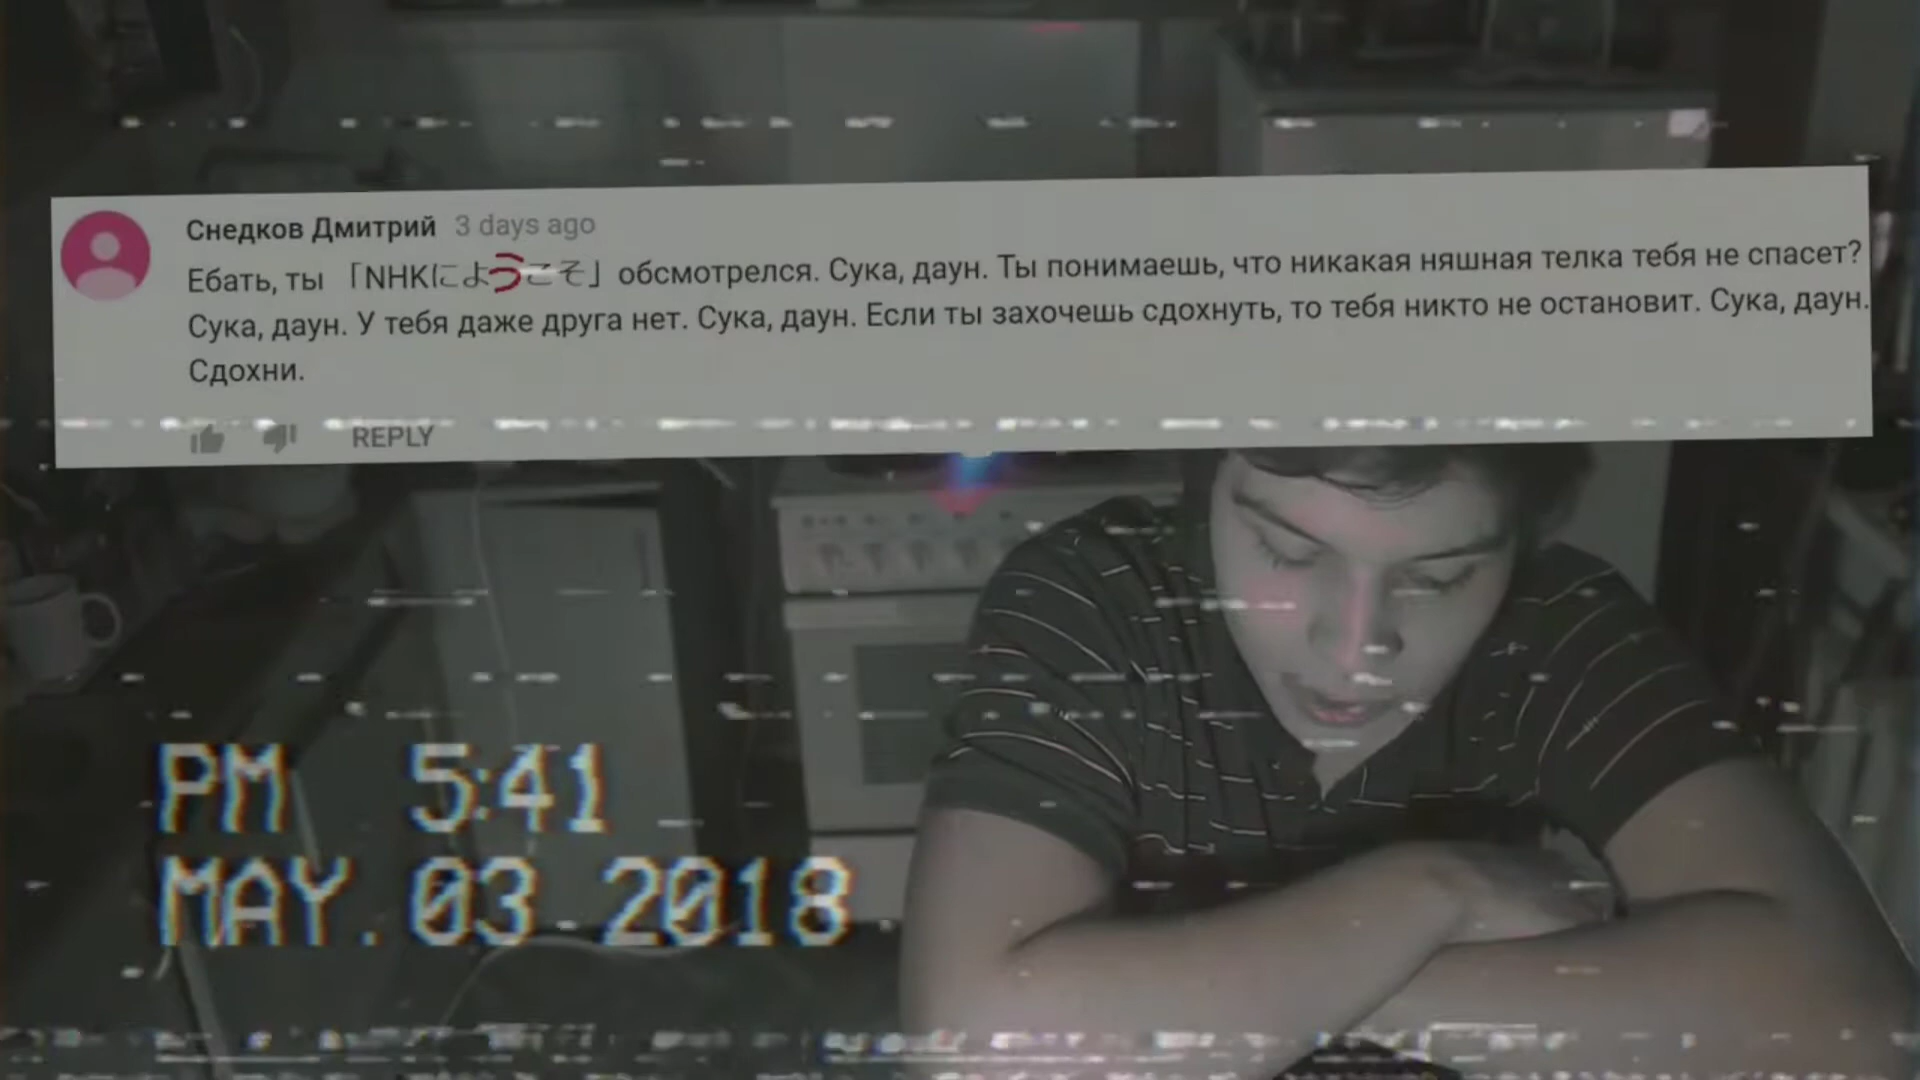 Снедков Дмитрий 3 days ago
Ебать, ты 「NHKにようこそ」 обсмотрелся. Сука, даун. Ты понимаешь, что никакая няшная телка тебя не спасет?
Сука, даун. У тебя даже друга нет. Сука, даун. Если ты захочешь сдохнуть, то тебя никто не остановит. Сука, даун.
Сдохни.
REPLY
PM 5:41
MAY.03 2018